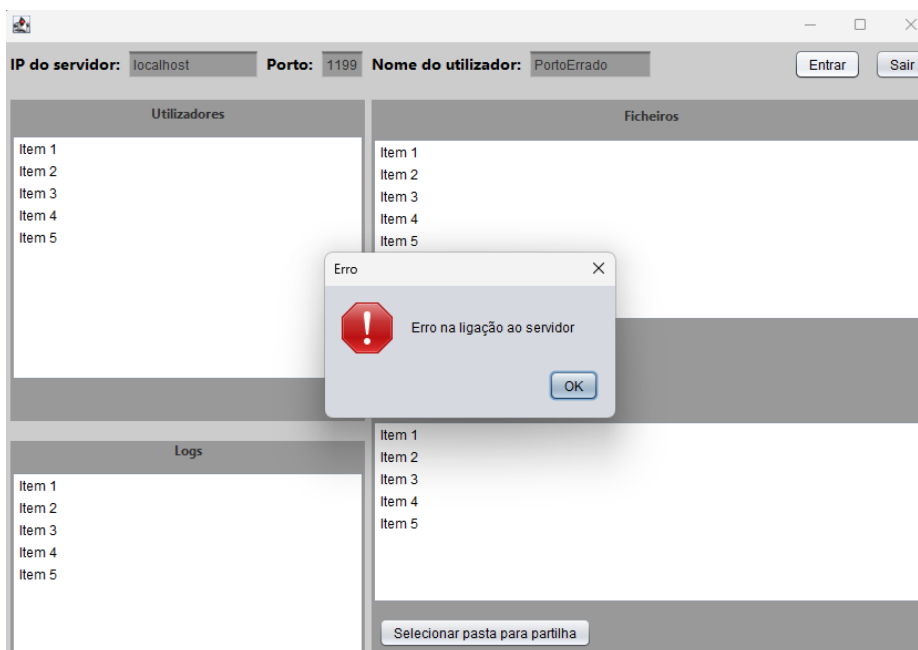 IP do servidor: localhost Porto: 1199 Nome do utilizador: PortoErrado Entrar Sair
Utilizadores
Item 1
Item 2
Item 3
Item 4
Item 5
Ficheiros
Item 1
Item 2
Item 3
Item 4
Item 5
Erro
Erro na ligação ao servidor
OK
Logs
Item 1
Item 2
Item 3
Item 4
Item 5
Item 1
Item 2
Item 3
Item 4
Item 5
Selecionar pasta para partilha